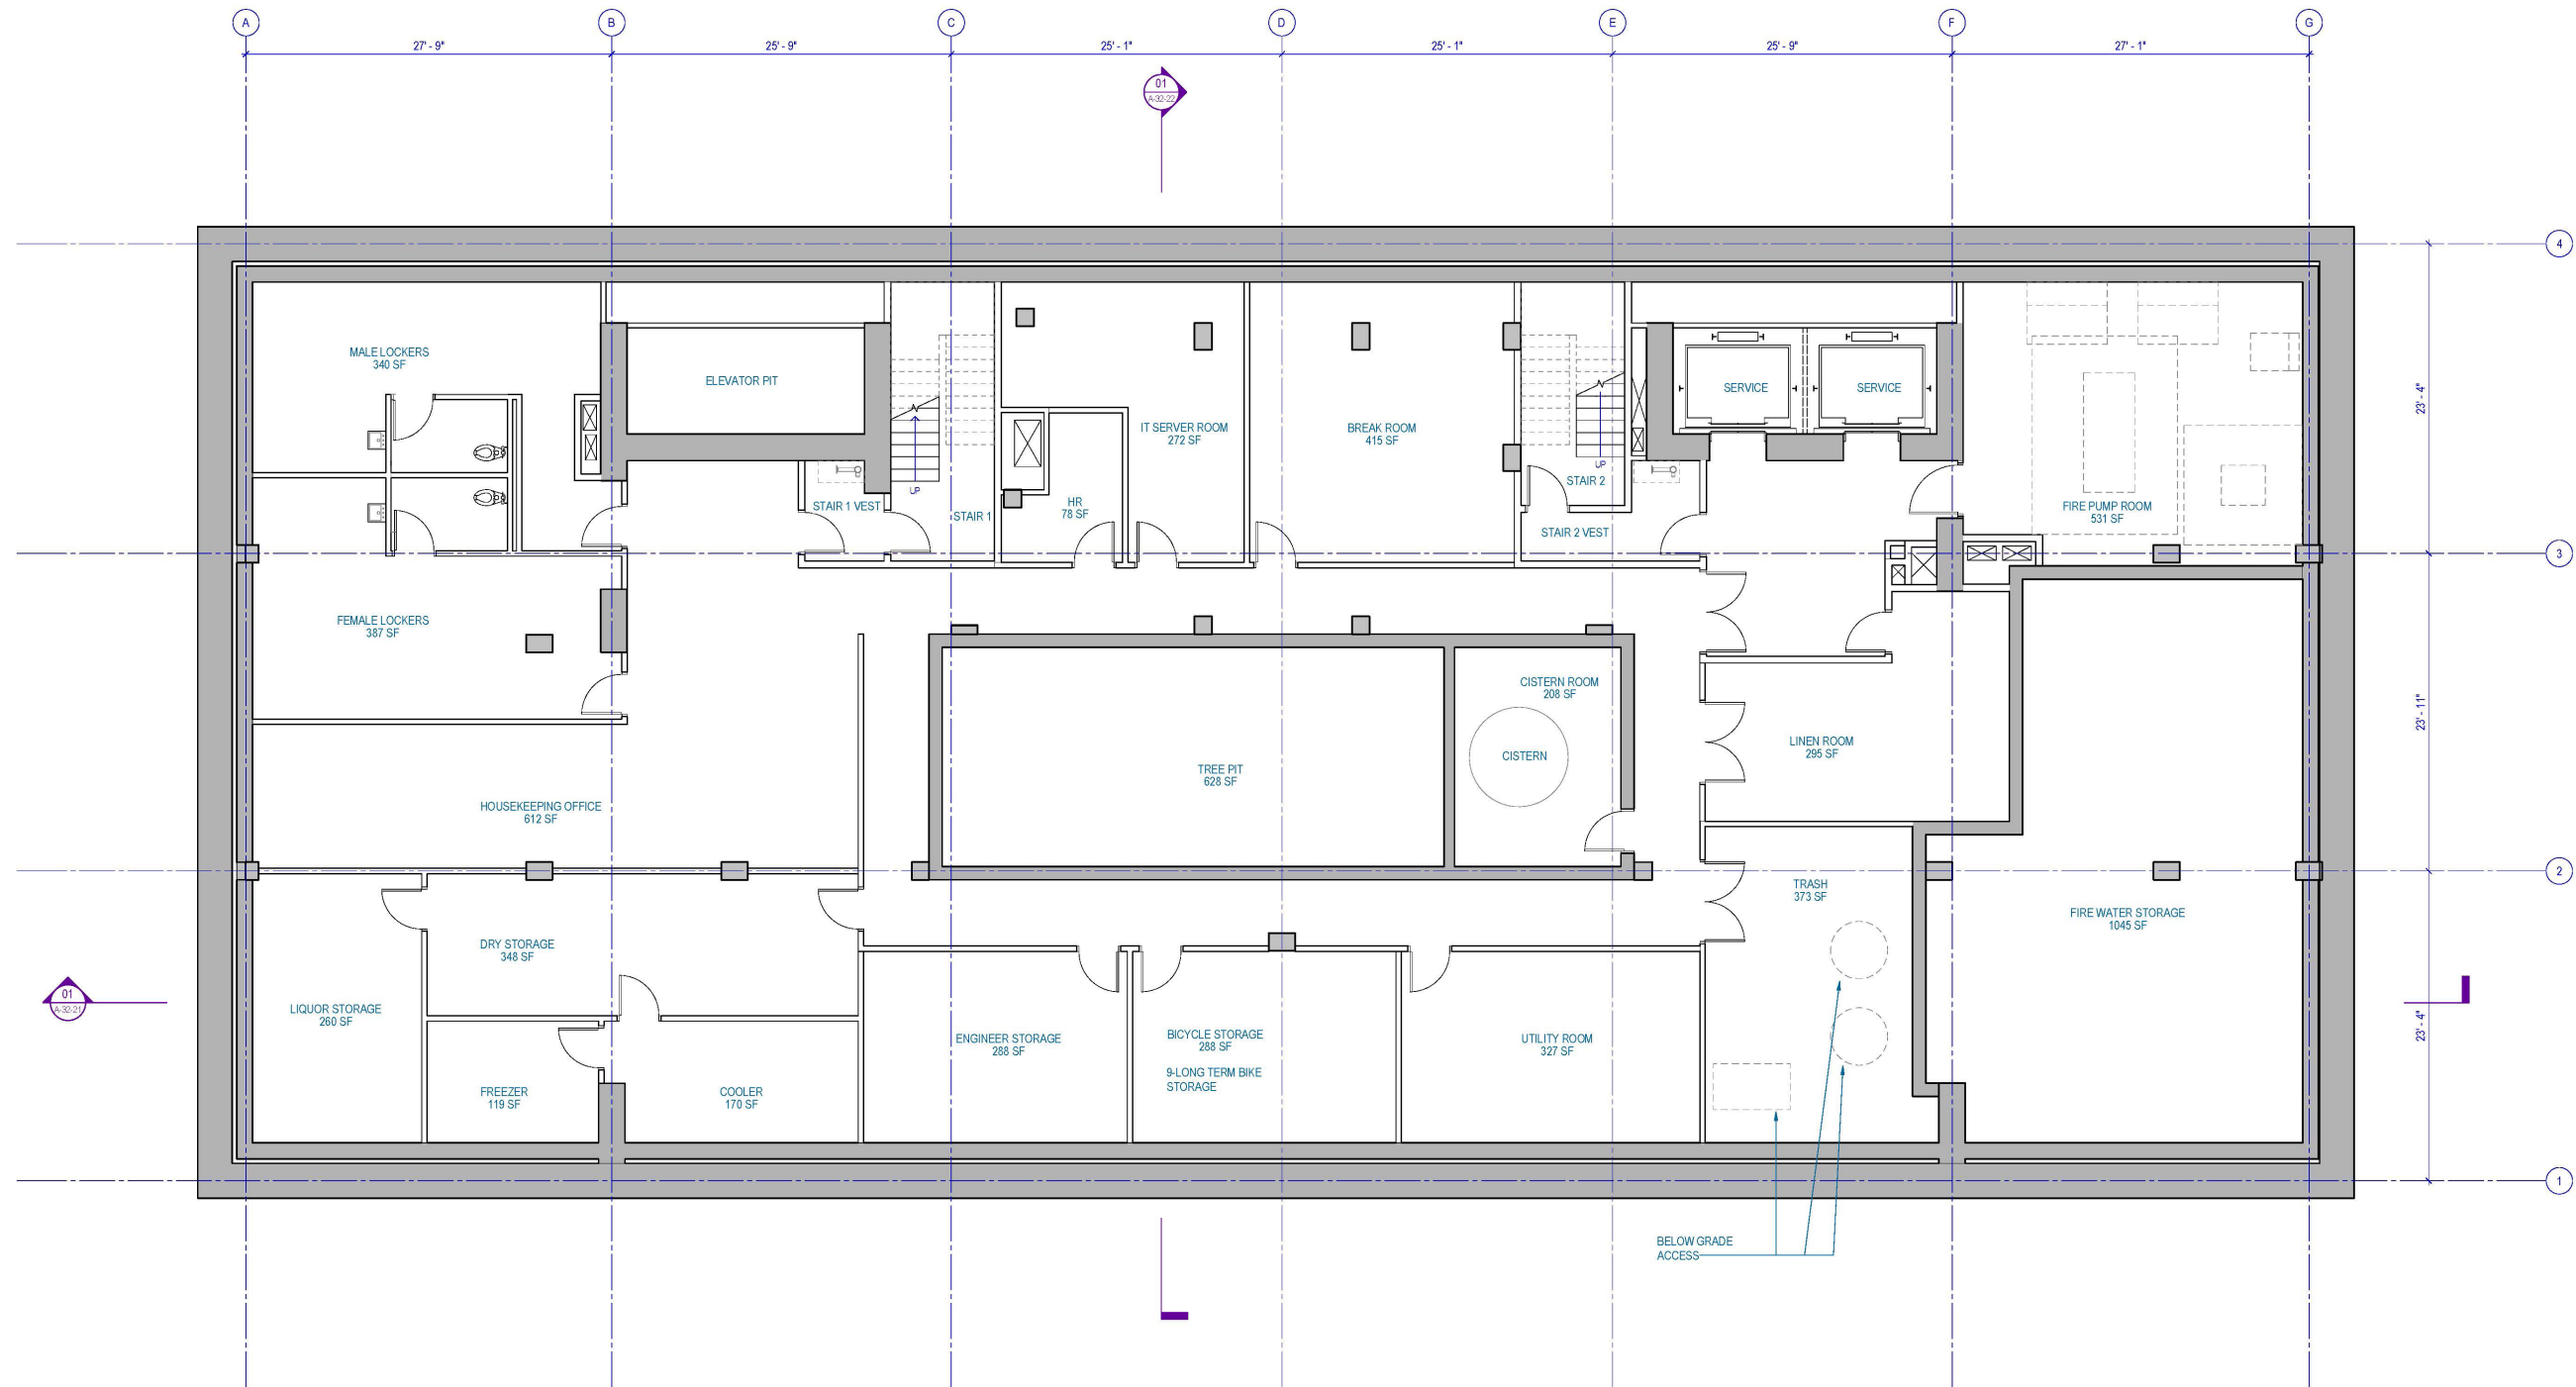 A
B
C
D
E
F
G
27' - 9"
25' - 9"
25' - 1"
25' - 1"
25' - 9"
27' - 1"
01
A-32-22
4
23' - 4"
3
23' - 11"
2
23' - 4"
1
MALE LOCKERS
340 SF
ELEVATOR PIT
UP
STAIR 1 VEST
STAIR 1
HR
78 SF
IT SERVER ROOM
272 SF
BREAK ROOM
415 SF
UP
STAIR 2
STAIR 2 VEST
SERVICE
SERVICE
FIRE PUMP ROOM
531 SF
FEMALE LOCKERS
387 SF
HOUSEKEEPING OFFICE
612 SF
TREE PIT
628 SF
CISTERN ROOM
208 SF
CISTERN
LINEN ROOM
295 SF
TRASH
373 SF
FIRE WATER STORAGE
1045 SF
DRY STORAGE
348 SF
LIQUOR STORAGE
260 SF
FREEZER
119 SF
COOLER
170 SF
ENGINEER STORAGE
288 SF
BICYCLE STORAGE
288 SF
9-LONG TERM BIKE
STORAGE
UTILITY ROOM
327 SF
01
A-32-21
BELOW GRADE
ACCESS